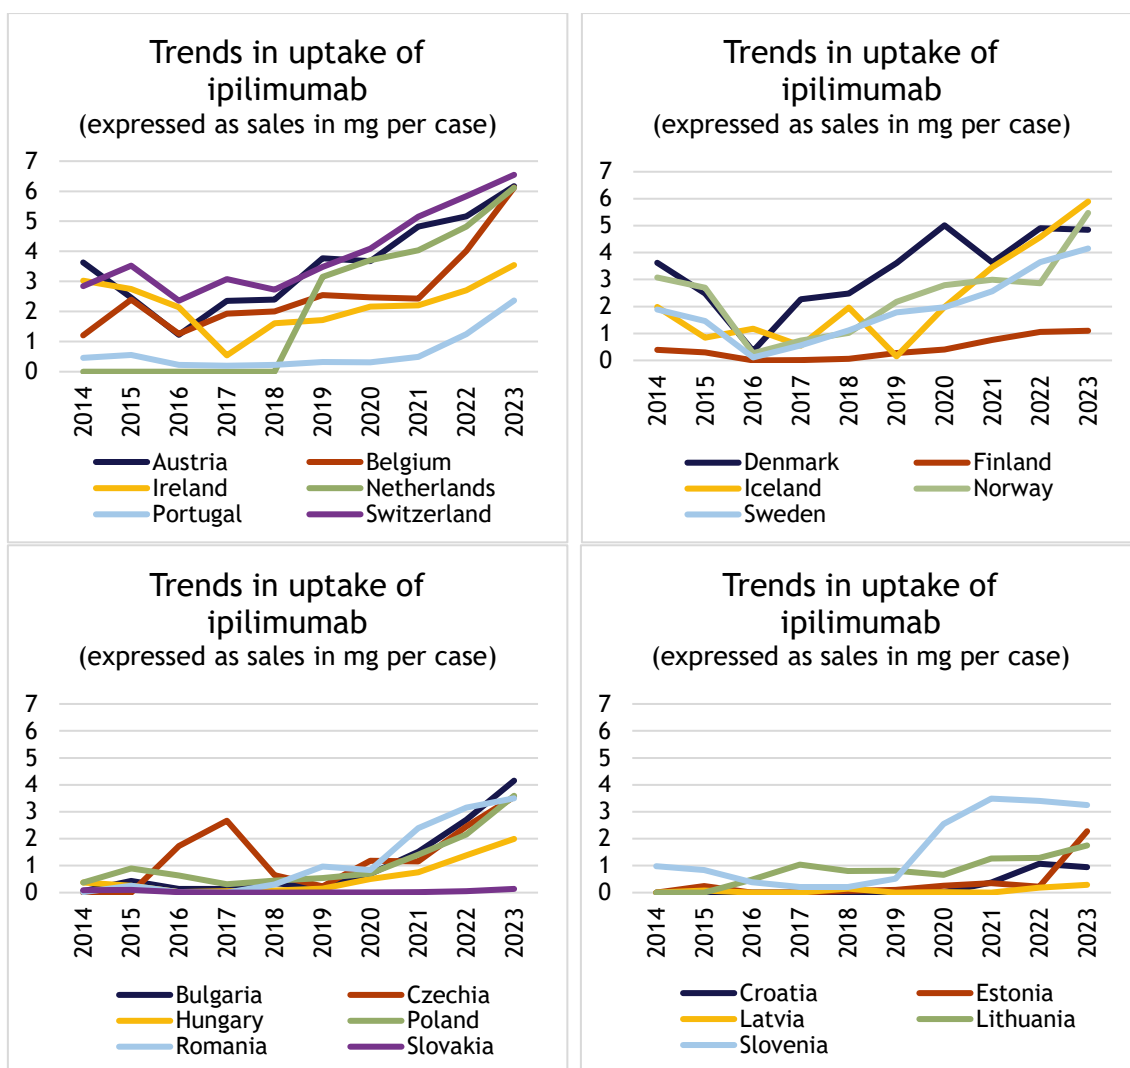 Trends in uptake of
ipilimumab
(expressed as sales in mg per case)
7
6
5
4
3
2
1
0
2014
2015
2016
2017
2018
2019
2020
2021
2022
2023
Austria
Belgium
Ireland
Netherlands
Portugal
Switzerland
Trends in uptake of
ipilimumab
(expressed as sales in mg per case)
7
6
5
4
3
2
1
0
2014
2015
2016
2017
2018
2019
2020
2021
2022
2023
Denmark
Finland
Iceland
Norway
Sweden
Trends in uptake of
ipilimumab
(expressed as sales in mg per case)
7
6
5
4
3
2
1
0
2014
2015
2016
2017
2018
2019
2020
2021
2022
2023
Bulgaria
Czechia
Hungary
Poland
Romania
Slovakia
Trends in uptake of
ipilimumab
(expressed as sales in mg per case)
7
6
5
4
3
2
1
0
2014
2015
2016
2017
2018
2019
2020
2021
2022
2023
Croatia
Estonia
Latvia
Lithuania
Slovenia